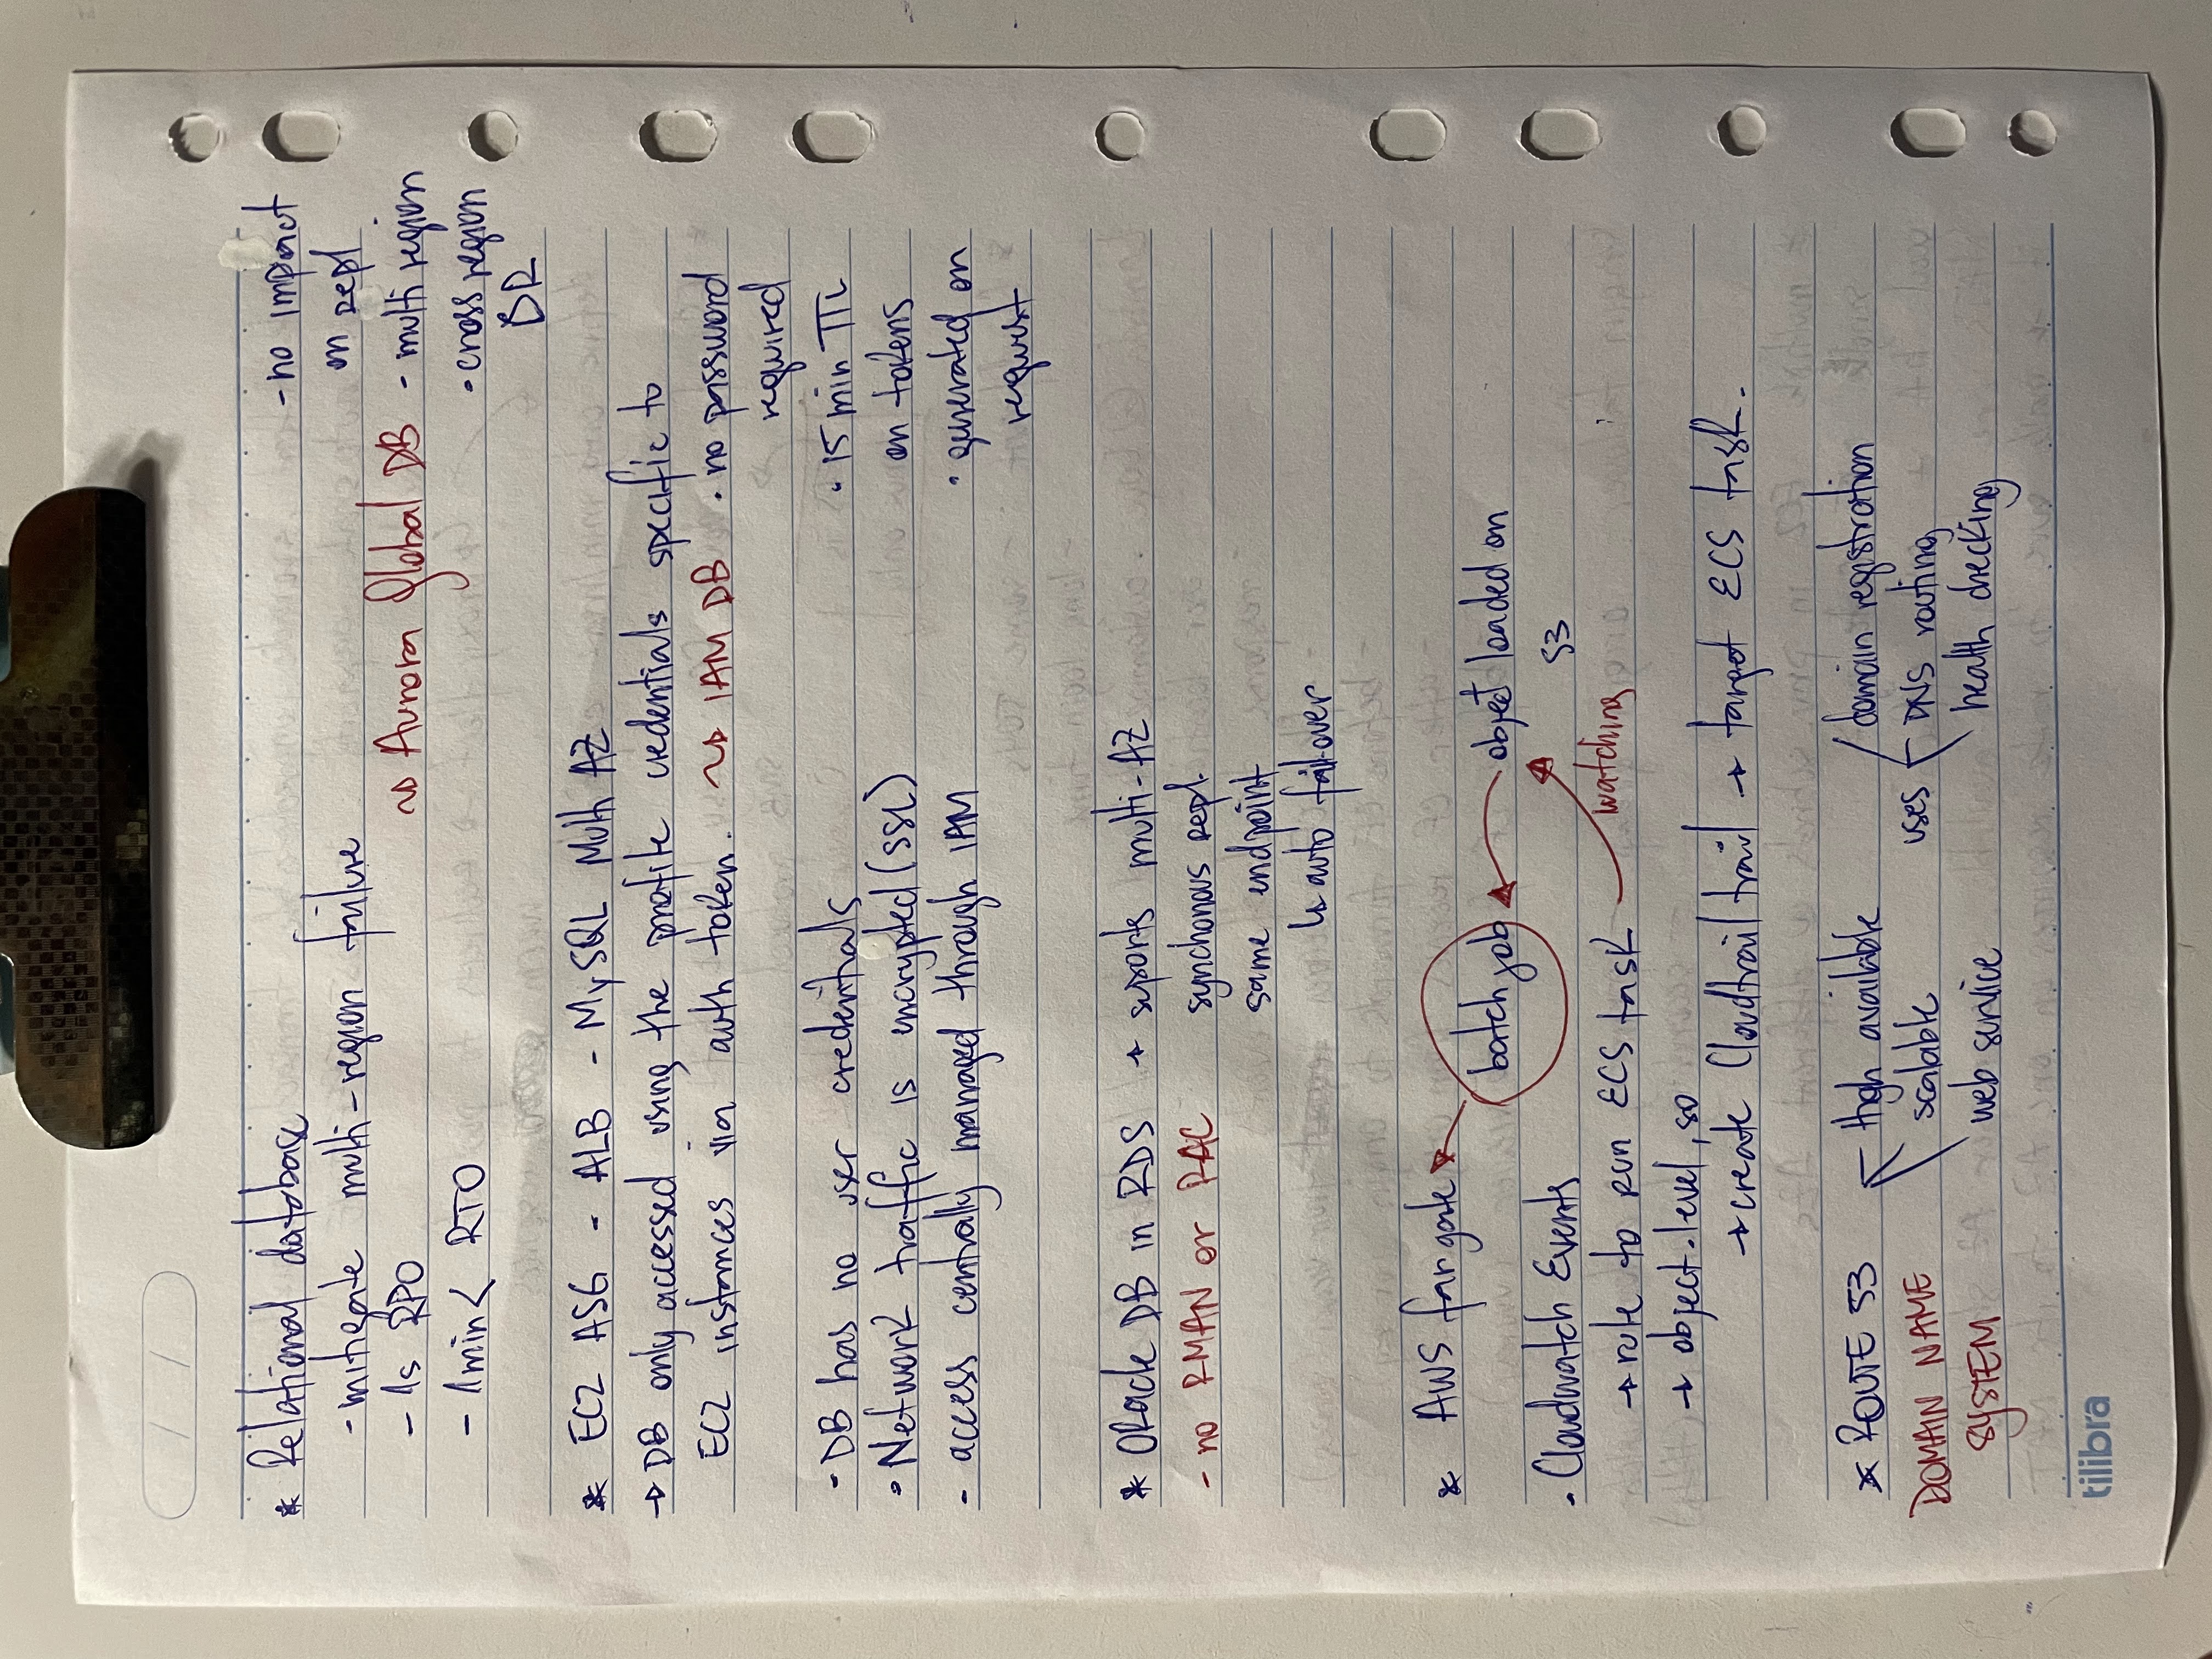 * Relational database
- mitigate multi-region failure
- 1s RPO
- 1min< RTO
~> Aurora Global DB
- no impact
on repl
- multi region
- cross region
DR
* EC2 ASG - ALB - MySQL Multi AZ
→ DB only accessed using the profile credentials specific to
EC2 instances via auth token. ~> IAM DB
• no password
required
- DB has no user credentials
• 15 min TTL
• Network traffic is encrypted (SSL)
on tokens
- access centrally managed through IAM
• generated on
request
* Oracle DB in RDS → suports multi-AZ
- no RMAN or RAC
synchonous repl.
same endpoint
↳ auto fail-over
* AWS fargate
batch job
object loaded on
S3
- Cloudwatch Events
→ rule to run ECS task
watching
→ object-level, so
→ create Cloudtrail trail → target ECS task.
* ROUTE 53
DOMAIN NAME
SYSTEM
High available
scalable
web service
uses
domain registration
DNS routing
health checking
tilibra